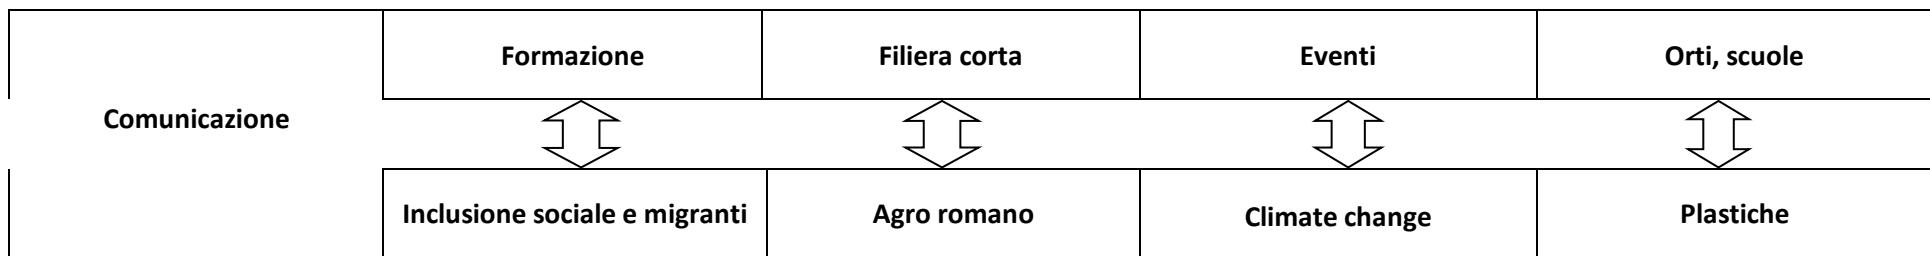 Formazione
Filiera corta
Eventi
Orti, scuole
Comunicazione
Inclusione sociale e migranti
Agro romano
Climate change
Plastiche